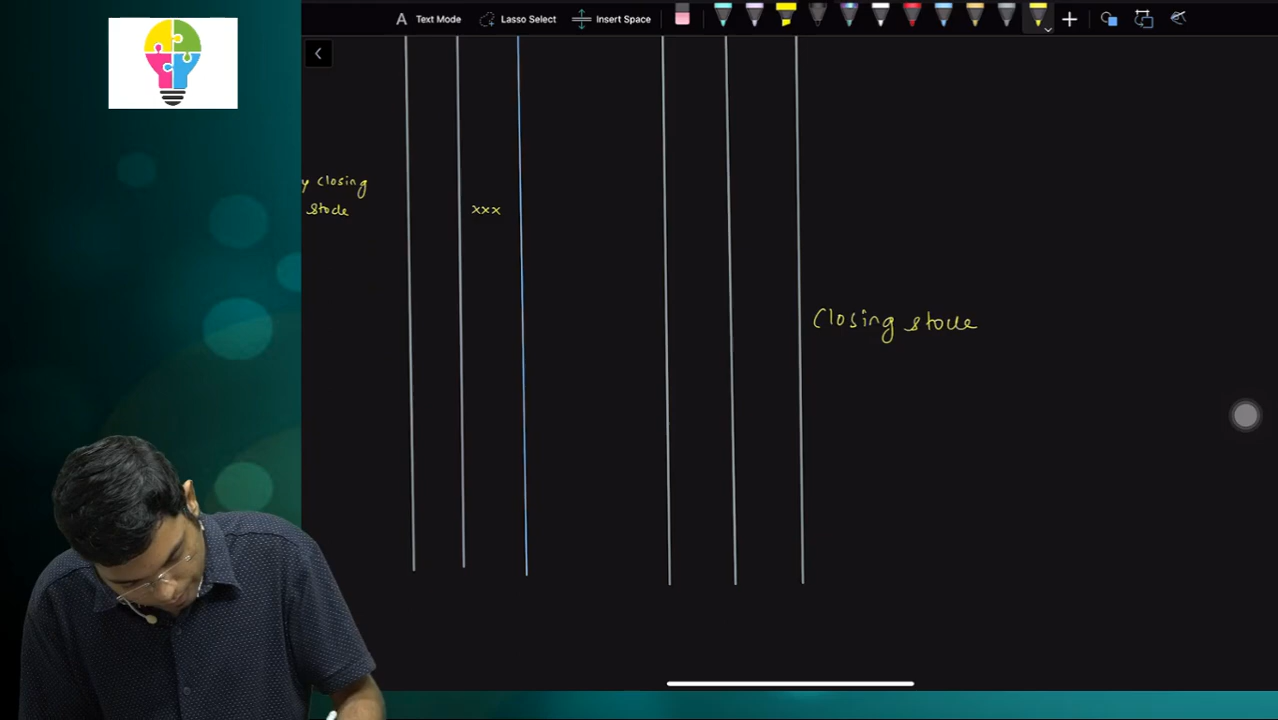 Text Mode
Lasso Select
Insert Space
y closing
stock
xxx
Closing stock